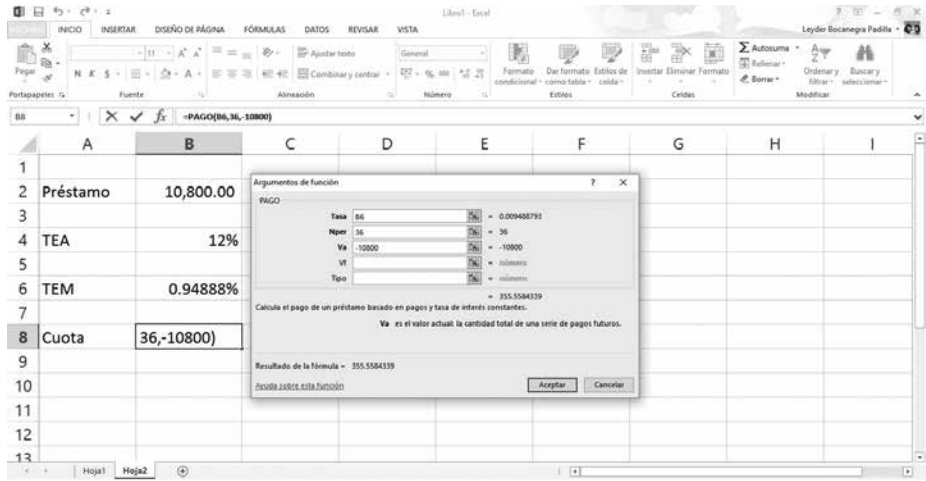 Libro1 - Excel
INICIO INSERTAR DISEÑO DE PÁGINA FÓRMULAS DATOS REVISAR VISTA Leyder Bocanegra Padilla
Pegar
11 A A Ajustar texto General
N K S A Combinar y centrar % 000
Formato condicional Dar formato como tabla Estilos de celda
Insertar Eliminar Formato
Autosuma
Rellenar
Borrar
Ordenar y filtrar Buscar y seleccionar
Portapapeles Fuente Alineación Número Estilos Celdas Modificar
B8 fx =PAGO(B6,36,-10800)
A B C D E F G H I
1
2 Préstamo 10,800.00
3
4 TEA 12%
5
6 TEM 0.94888%
7
8 Cuota 36,-10800)
9
10
11
12
13
Argumentos de función ? X
PAGO
Tasa B6 = 0.009488793
Nper 36 = 36
Va -10800 = -10800
Vf = número
Tipo = número
= 355.5584339
Calcula el pago de un préstamo basado en pagos y tasa de interés constantes.
Va es el valor actual: la cantidad total de una serie de pagos futuros.
Resultado de la fórmula = 355.5584339
Ayuda sobre esta función Aceptar Cancelar
Hoja1 Hoja2